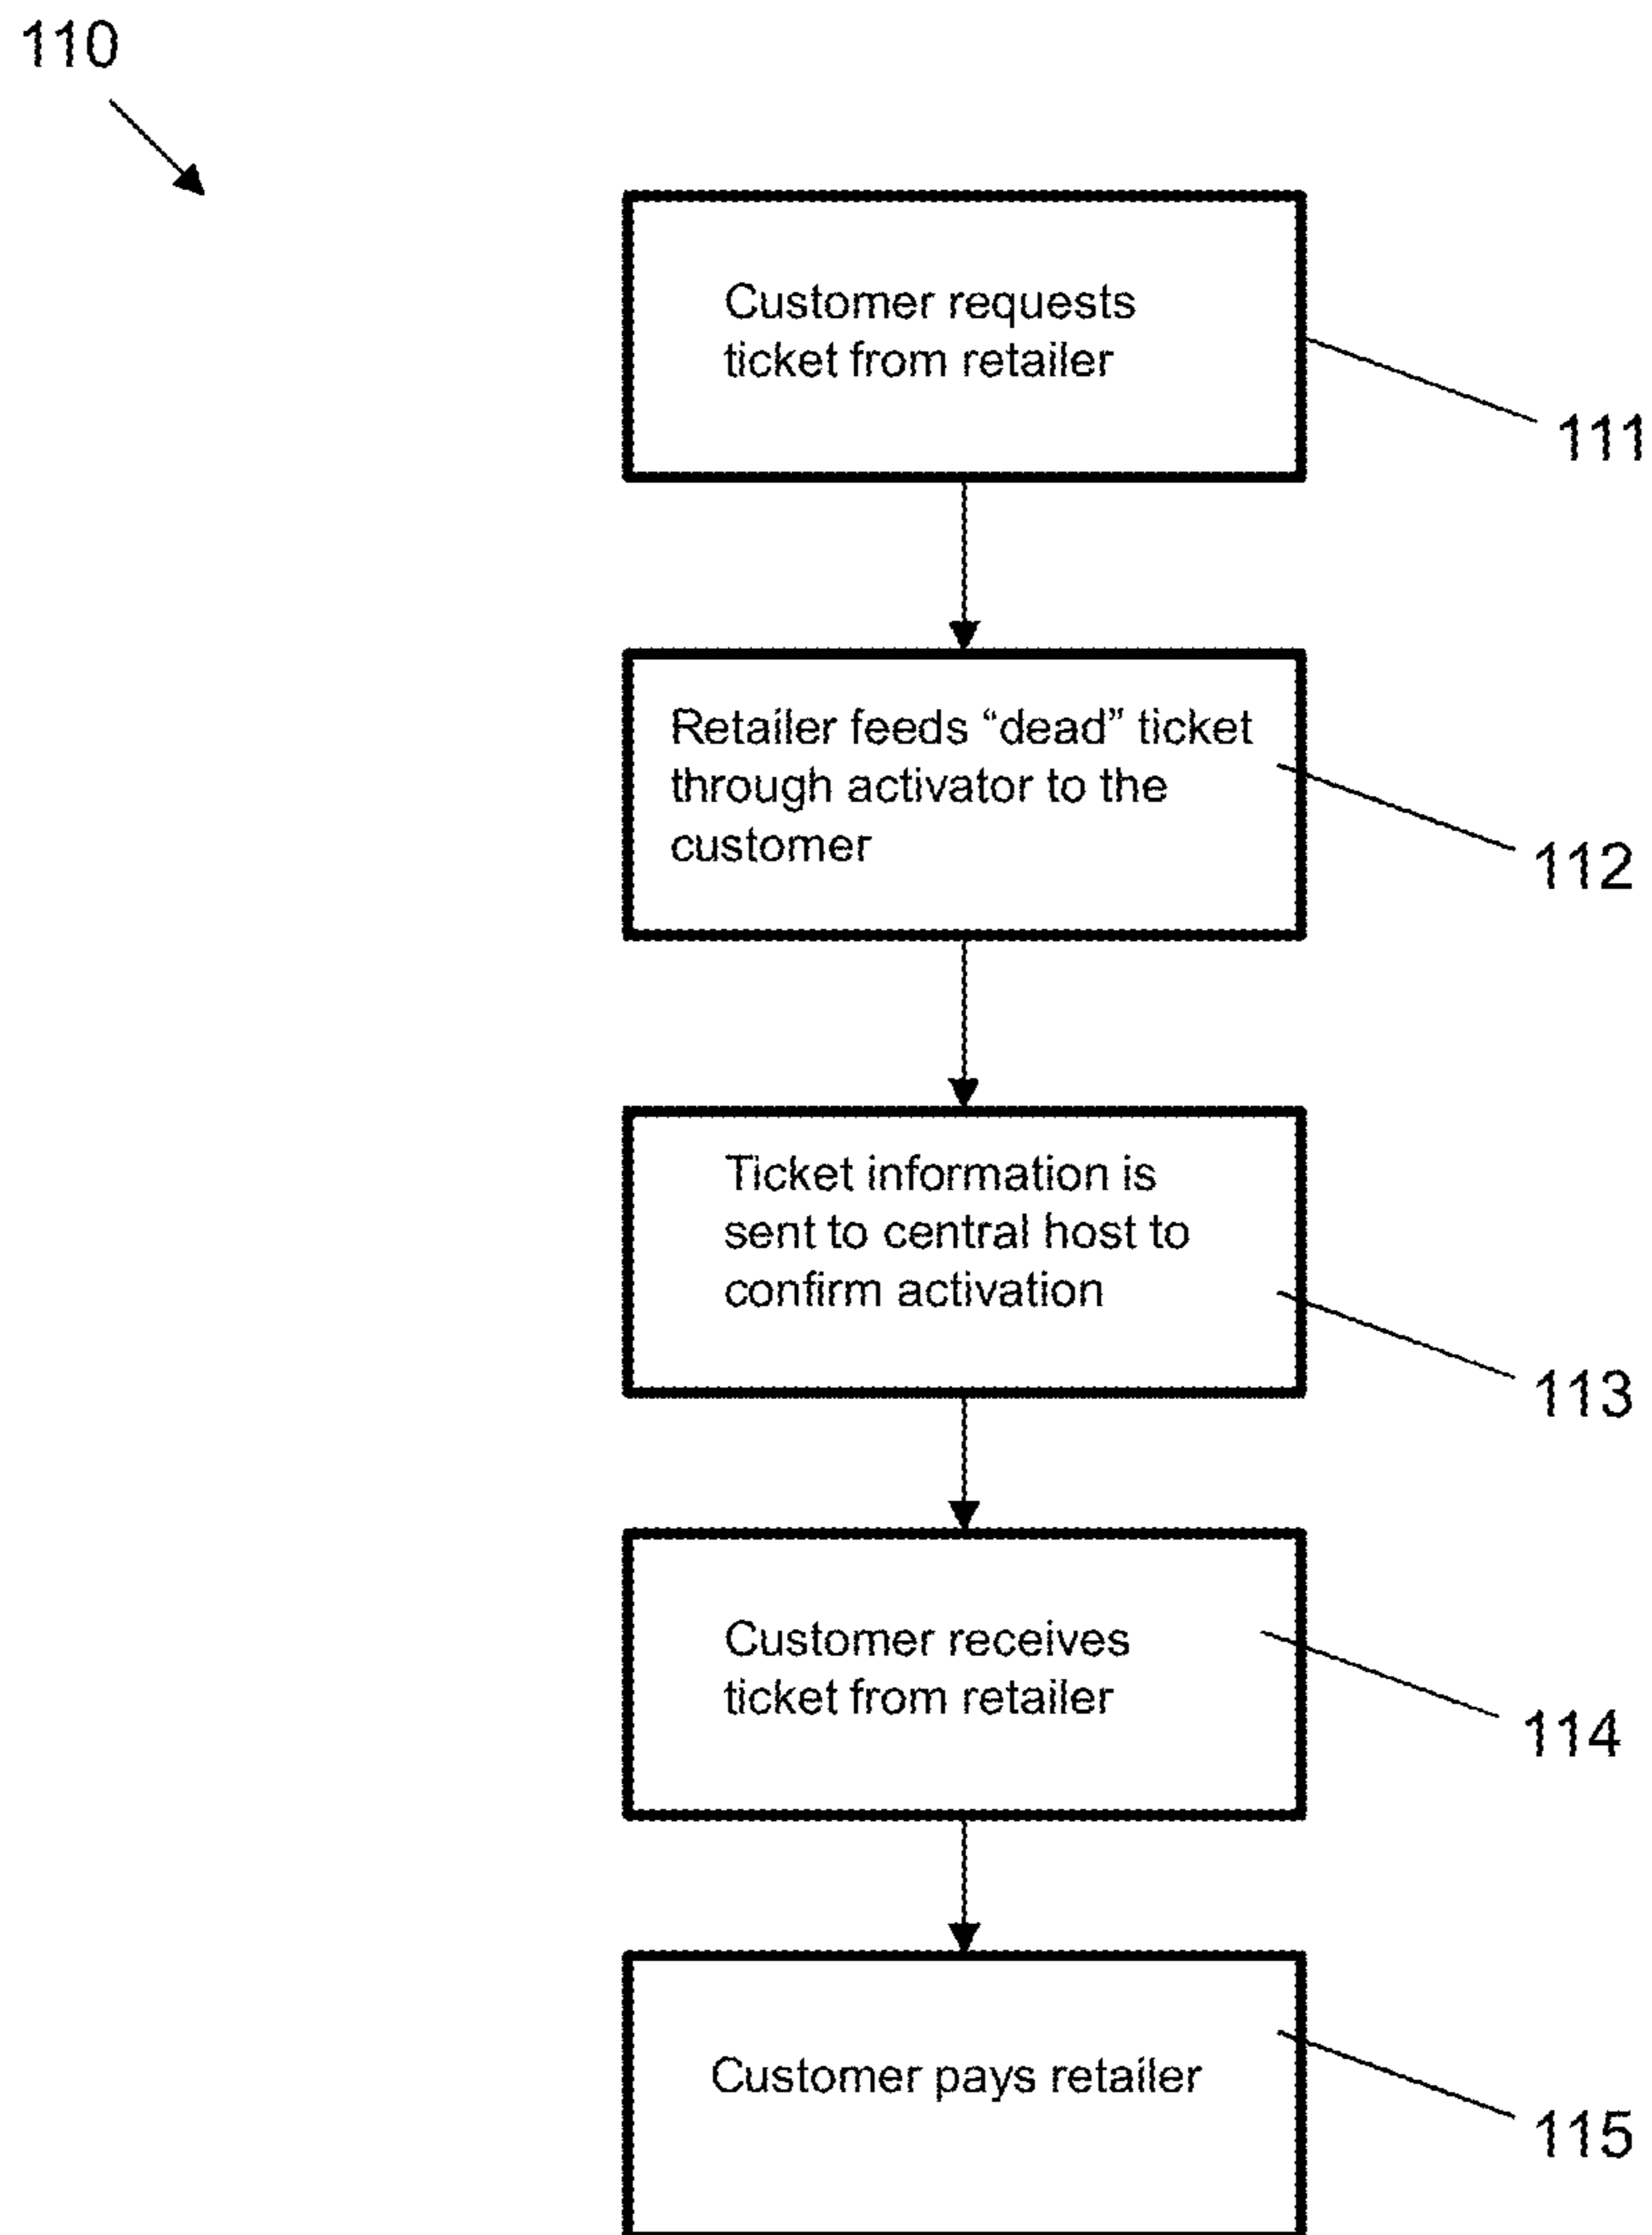 110
Customer requests
ticket from retailer
111
Retailer feeds “dead” ticket
through activator to the
customer
112
Ticket information is
sent to central host to
confirm activation
113
Customer receives
ticket from retailer
114
Customer pays retailer
115